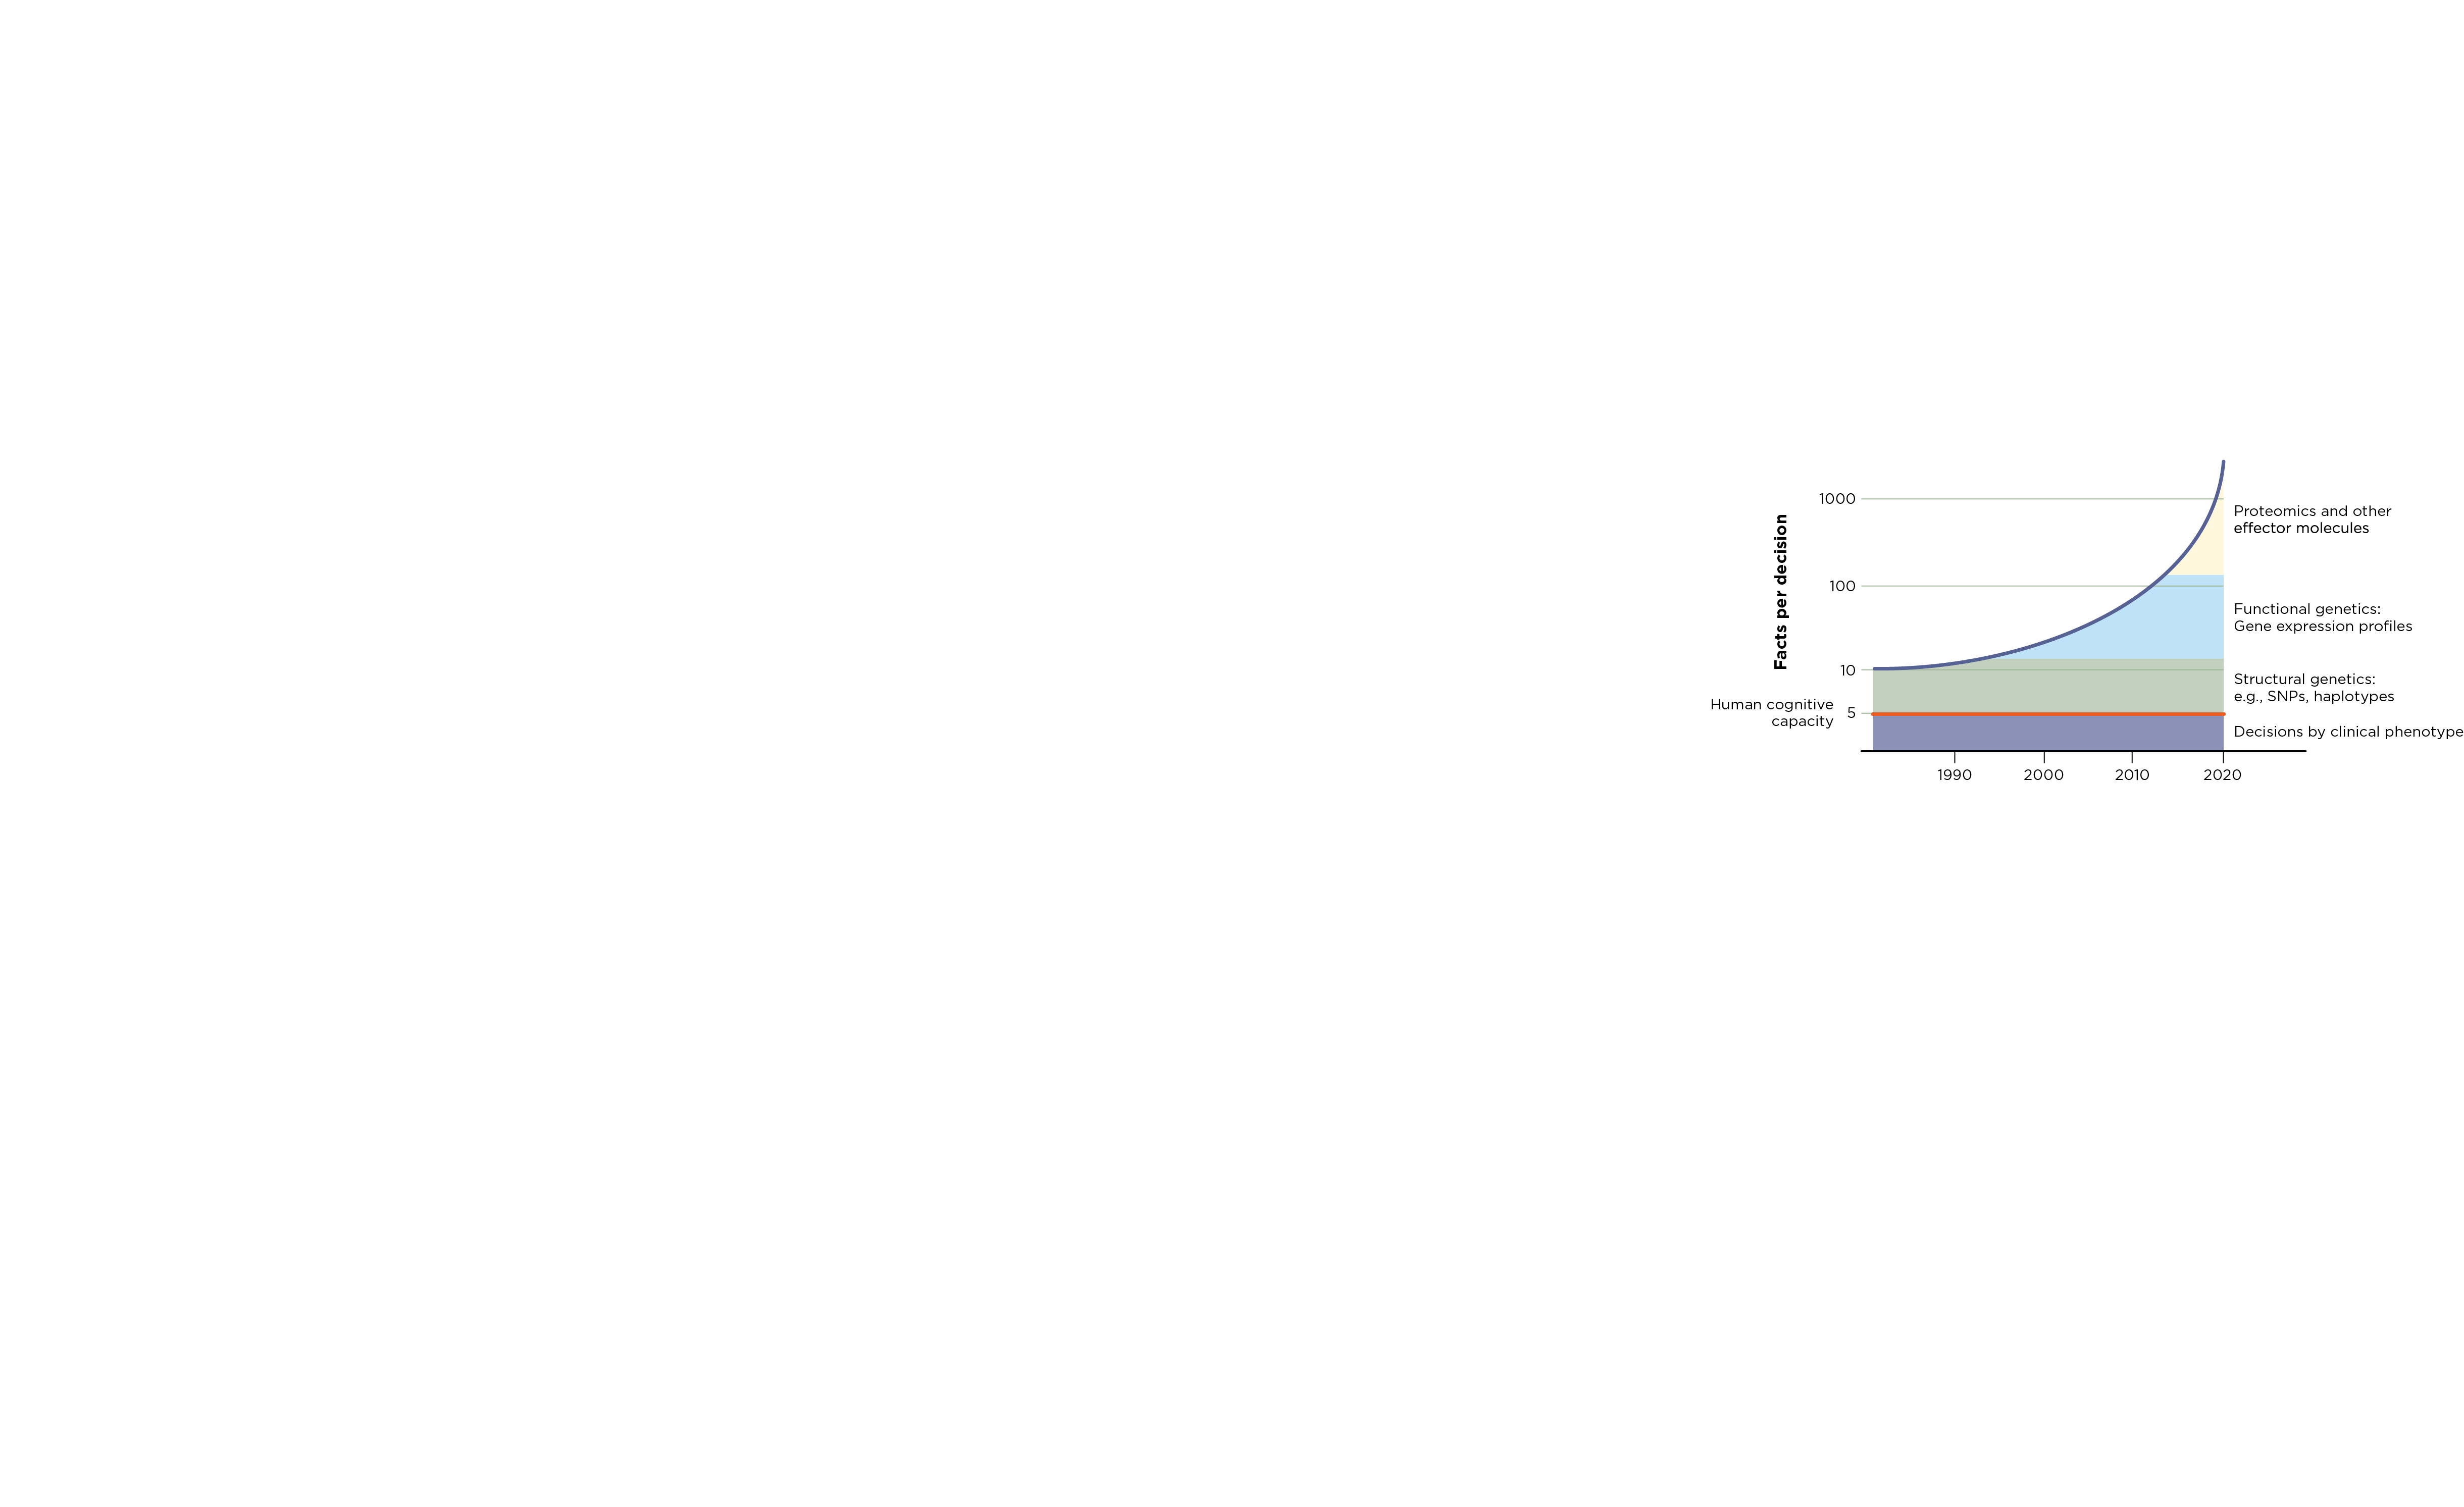 Facts per decision
1000
100
10
Human cognitive
capacity
5
Proteomics and other
effector molecules
Functional genetics:
Gene expression profiles
Structural genetics:
e.g., SNPs, haplotypes
Decisions by clinical phenotype
1990
2000
2010
2020